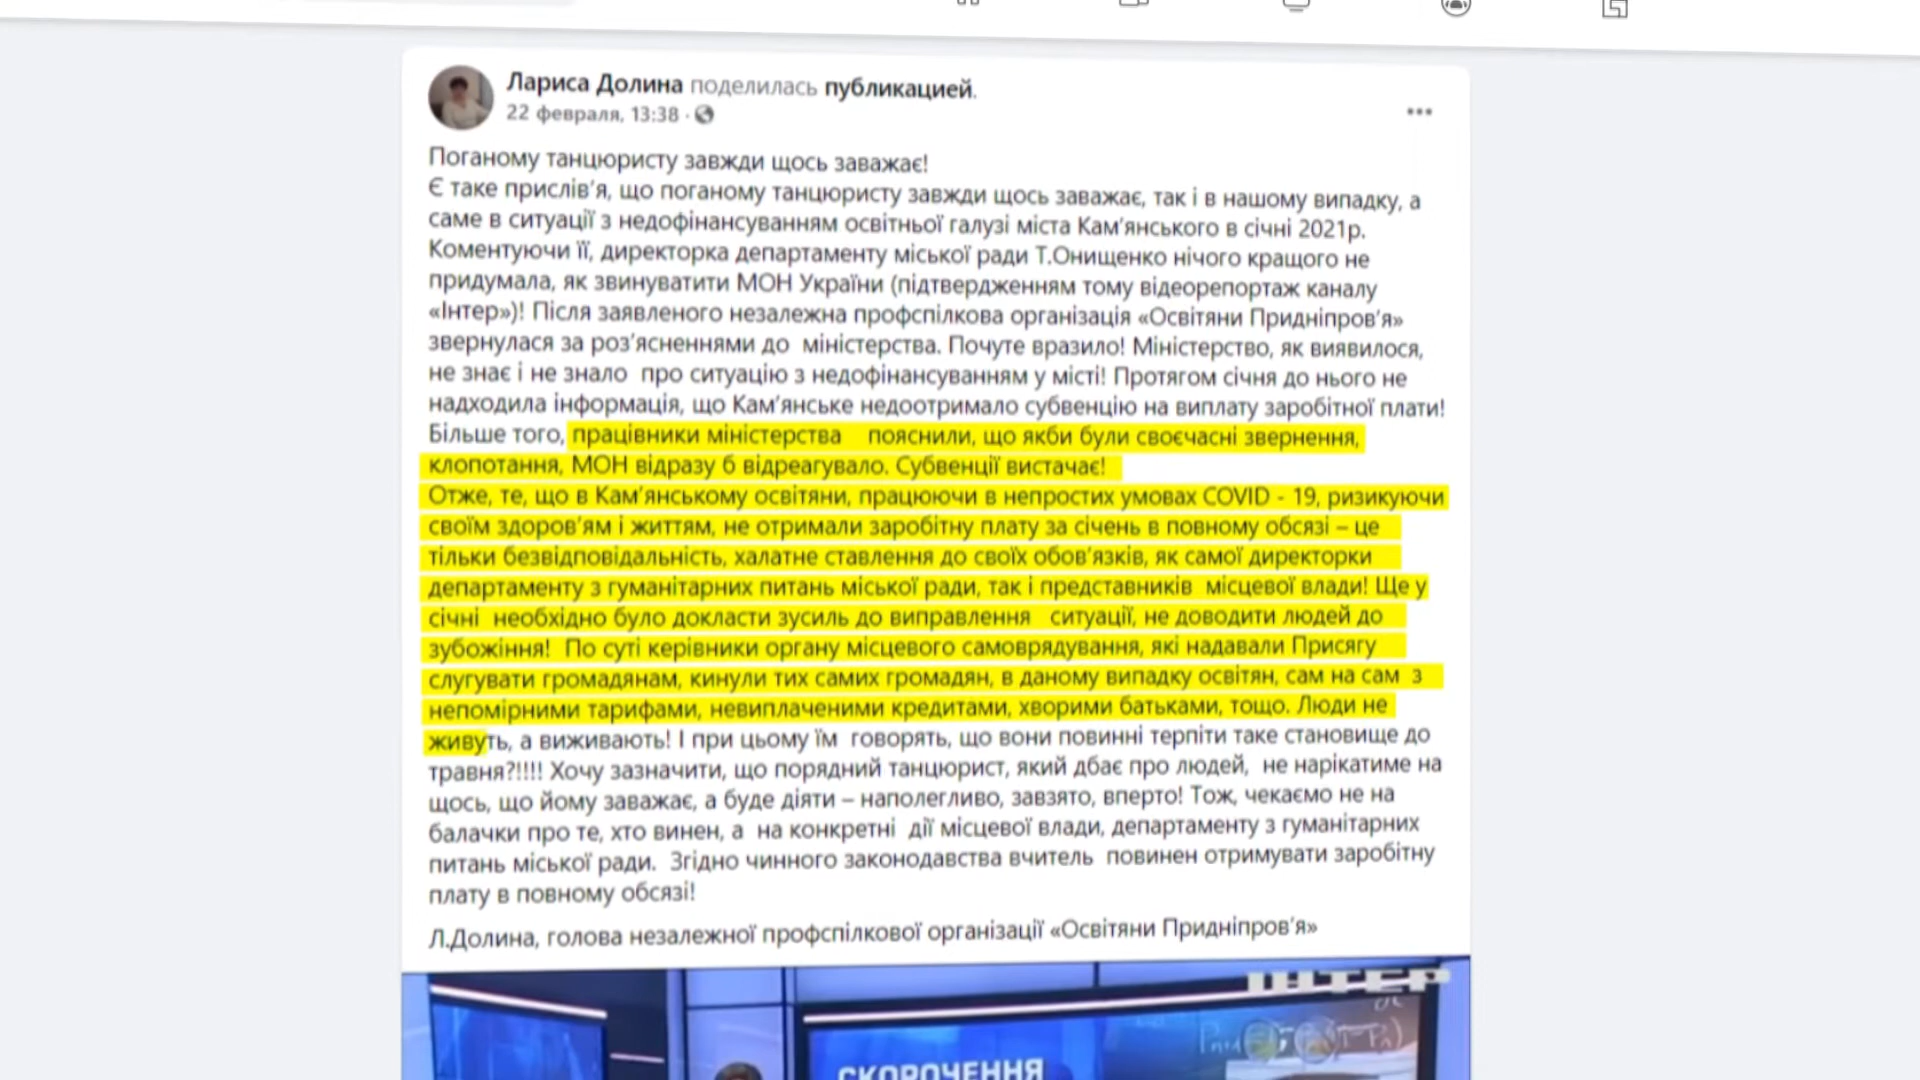 Лариса Долина поделилась публикацией.
22 февраля, 13:38 ·
Поганому танцюристу завжди щось заважає!
Є таке прислів'я, що поганому танцюристу завжди щось заважає, так і в нашому випадку, а
саме в ситуації з недофінансуванням освітньої галузі міста Кам'янського в січні 2021р.
Коментуючи її, директорка департаменту міської ради Т.Онищенко нічого кращого не
придумала, як звинуватити МОН України (підтвердженням тому відеорепортаж каналу
«Інтер»)! Після заявленого незалежна профспілкова організація «Освітяни Придніпров'я»
звернулася за роз'ясненнями до міністерства. Почуте вразило! Міністерство, як виявилося,
не знає і не знало про ситуацію з недофінансуванням у місті! Протягом січня до нього не
надходила інформація, що Кам'янське недоотримало субвенцію на виплату заробітної плати!
Більше того, працівники міністерства пояснили, що якби були своєчасні звернення,
клопотання, МОН відразу б відреагувало. Субвенції вистачає!
Отже, те, що в Кам'янському освітяни, працюючи в непростих умовах COVID - 19, ризикуючи
своїм здоров'ям і життям, не отримали заробітну плату за січень в повному обсязі – це
тільки безвідповідальність, халатне ставлення до своїх обов'язків, як самої директорки
департаменту з гуманітарних питань міської ради, так і представників місцевої влади! Ще у
січні необхідно було докласти зусиль до виправлення ситуації, не доводити людей до
зубожіння! По суті керівники органу місцевого самоврядування, які надавали Присягу
слугувати громадянам, кинули тих самих громадян, в даному випадку освітян, сам на сам з
непомірними тарифами, невиплаченими кредитами, хворими батьками, тощо. Люди не
живуть, а виживають! І при цьому їм говорять, що вони повинні терпіти таке становище до
травня?!!!! Хочу зазначити, що порядний танцюрист, який дбає про людей, не нарікатиме на
щось, що йому заважає, а буде діяти – наполегливо, завзято, вперто! Тож, чекаємо не на
балачки про те, хто винен, а на конкретні дії місцевої влади, департаменту з гуманітарних
питань міської ради. Згідно чинного законодавства вчитель повинен отримувати заробітну
плату в повному обсязі!
Л.Долина, голова незалежної профспілкової організації «Освітяни Придніпров'я»
ІНТЕР
СКОРОЧЕННЯ